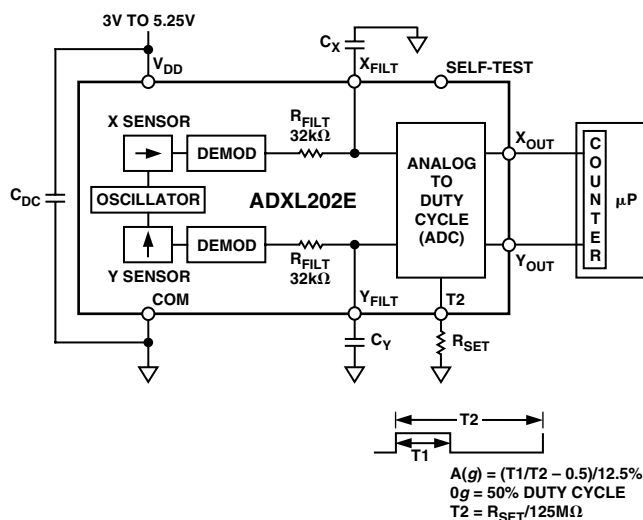 3V TO 5.25V
C_X
V_DD
X_FILT
SELF-TEST
X SENSOR
R_FILT
32kΩ
X_OUT
DEMOD
ANALOG
TO
DUTY
CYCLE
(ADC)
COUNTER
µP
C_DC
OSCILLATOR
ADXL202E
DEMOD
Y SENSOR
R_FILT
32kΩ
Y_OUT
COM
Y_FILT
T2
C_Y
R_SET
T2
T1
A(g) = (T1/T2 – 0.5)/12.5%
0g = 50% DUTY CYCLE
T2 = R_SET/125MΩ